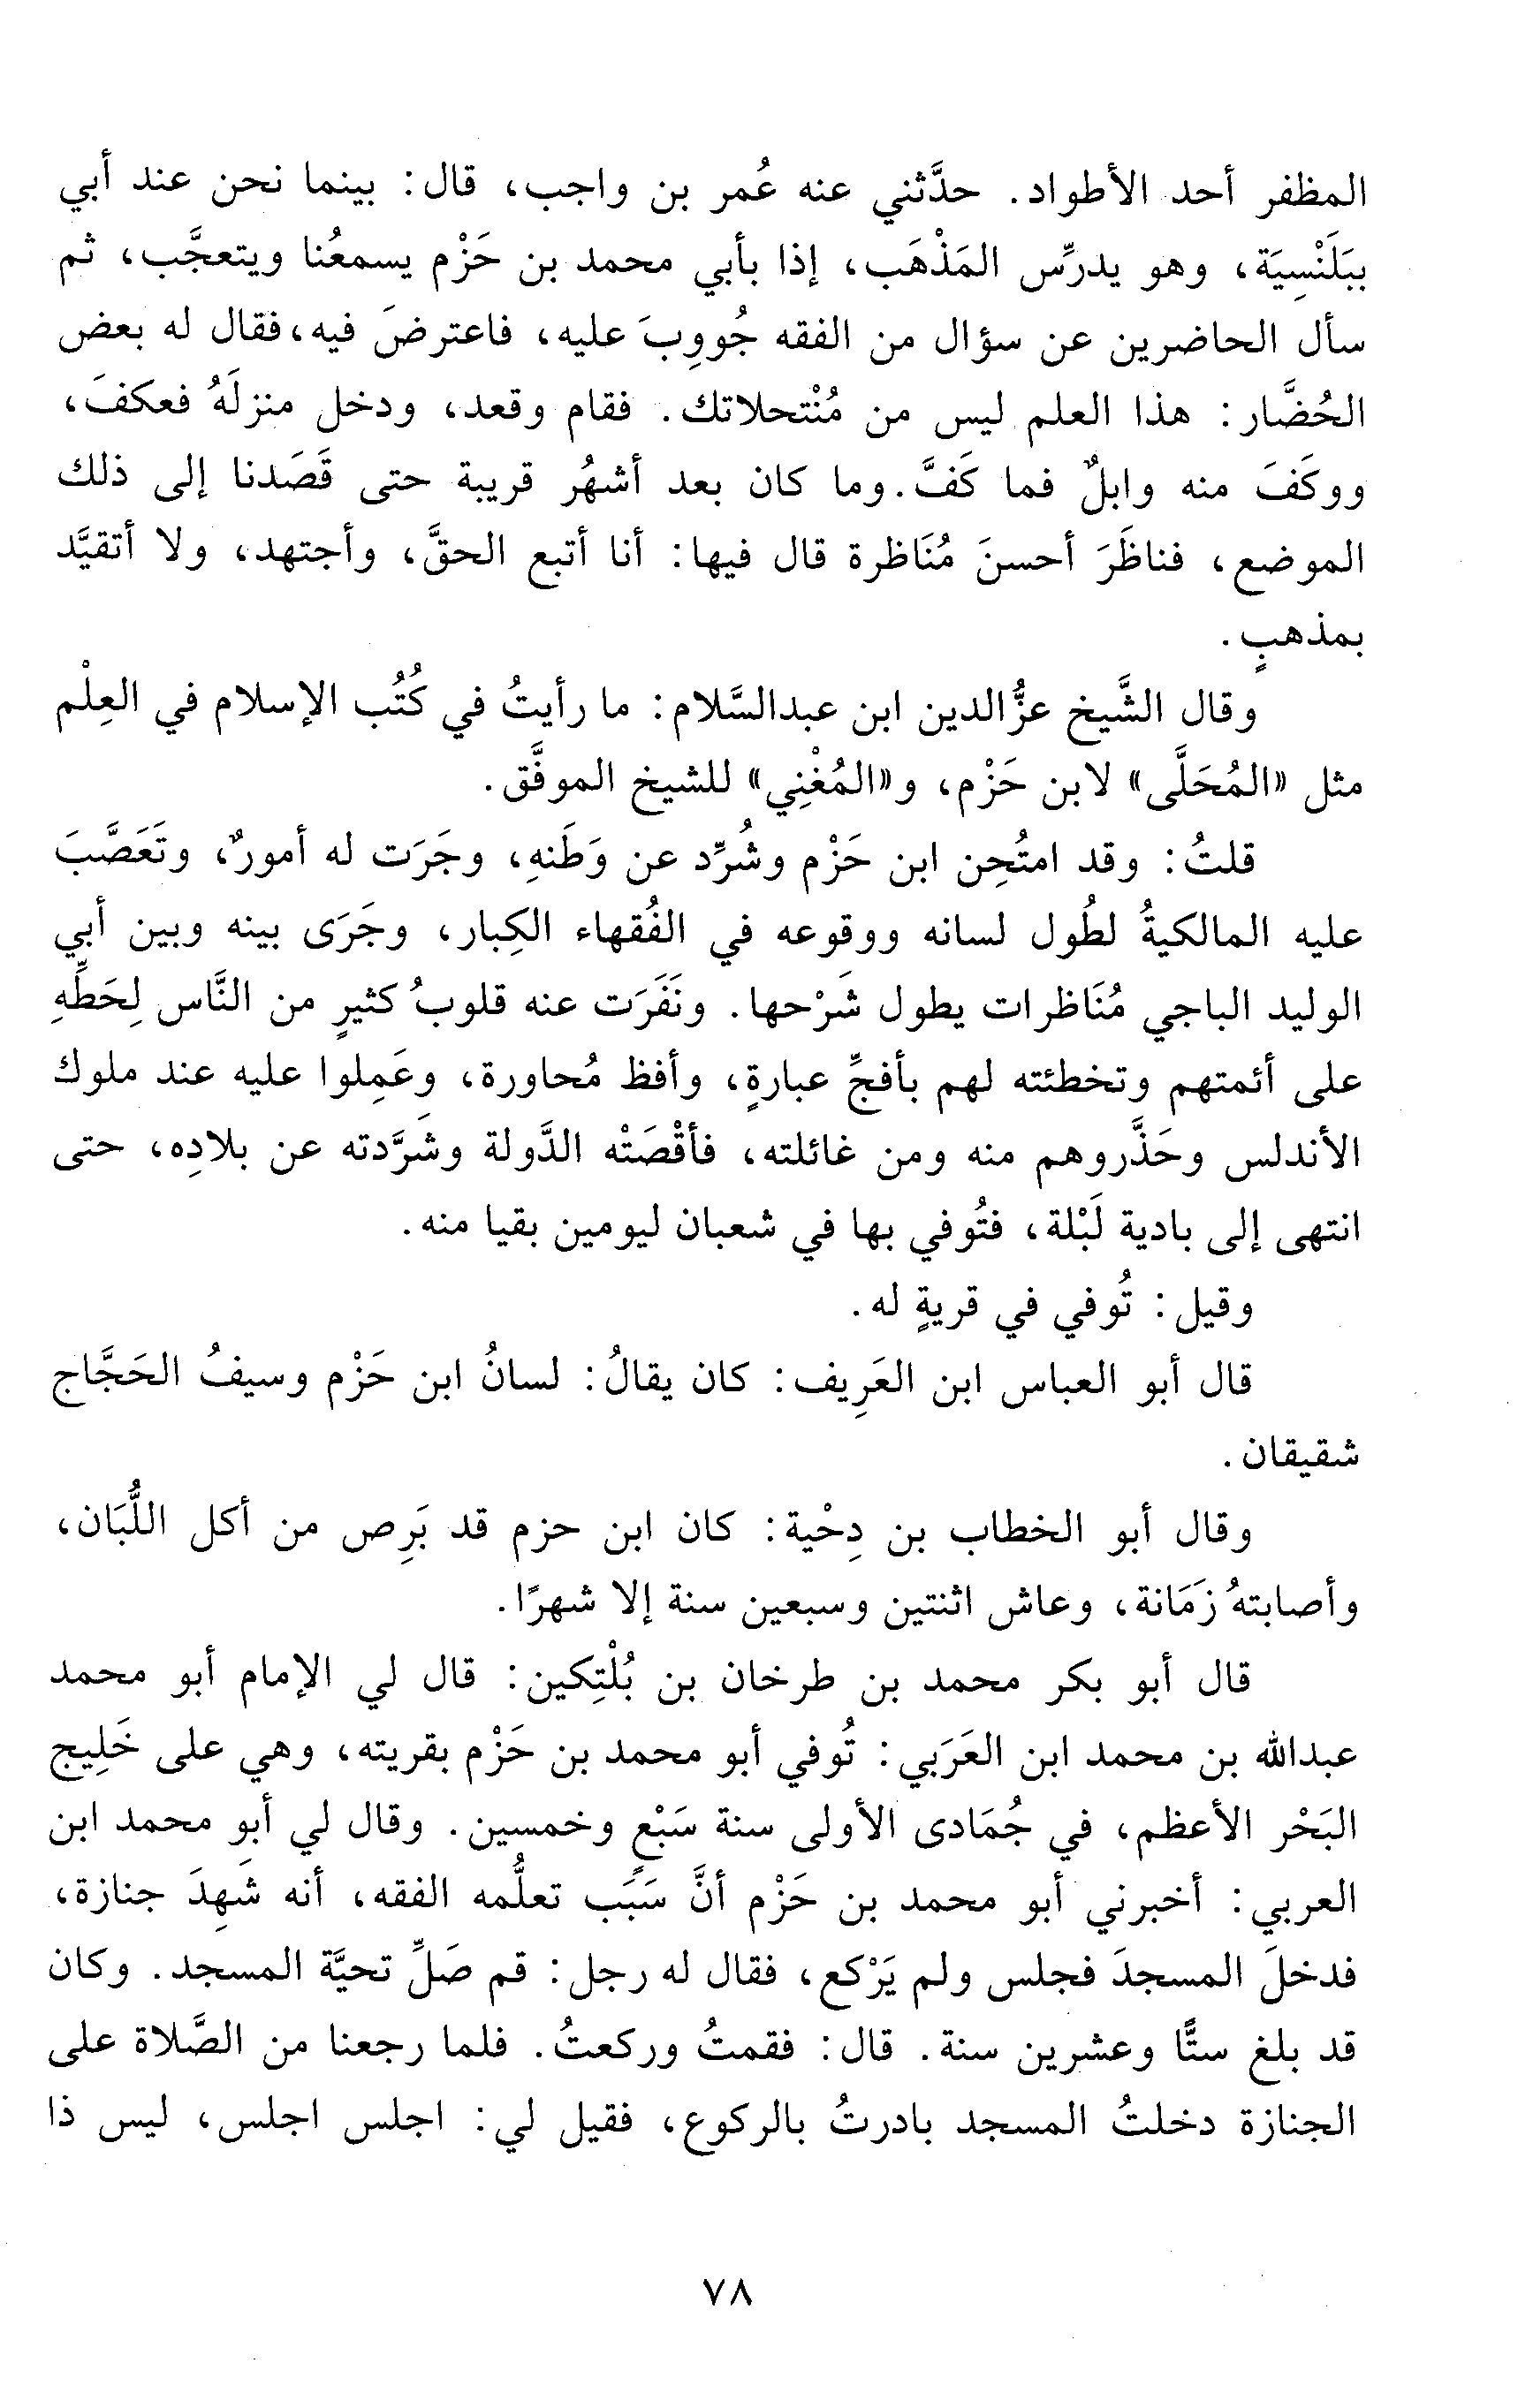 المظفر أحد الأطواد. حدَّثني عنه عُمر بن واجب، قال: بينما نحن عند أبي
ببَلَنْسِيَة، وهو يدرِّس المَذْهَب، إذا بأبي محمد بن حَزْم يسمعُنا ويتعجَّب، ثم
سأل الحاضرين عن سؤال من الفقه جُووِبَ عليه، فاعترضَ فيه، فقال له بعض
الحُضَّار: هذا العلم ليس من مُنْتحلاتك. فقام وقعد، ودخل منزلَهُ فعكفَ،
ووكَفَ منه وابلٌ فما كَفَّ. وما كان بعد أشهُر قريبة حتى قَصَدنا إلى ذلك
الموضع، فناظَرَ أحسنَ مُنَاظرة قال فيها: أنا أتبع الحقَّ، وأجتهد، ولا أتقيَّد
بمذهبٍ.
وقال الشَّيخ عزُّالدين ابن عبدالسَّلام: ما رأيتُ في كُتُب الإسلام في العِلْم
مثل «المُحَلَّى» لابن حَزْم، و«المُغْنِي» للشيخ الموفَّق.
قلتُ: وقد امتُحِن ابن حَزْم وشُرِّد عن وَطَنهِ، وجَرَت له أمورٌ، وتَعَصَّبَ
عليه المالكيةُ لطُول لسانه ووقوعه في الفُقهاء الكِبار، وجَرَى بينه وبين أبي
الوليد الباجي مُنَاظرات يطول شَرْحها. ونَفَرَت عنه قلوبُ كثيرٍ من النَّاس لِحَطِّهِ
على أئمتهم وتخطئته لهم بأفجِّ عبارةٍ، وأفظ مُحاورة، وعَمِلوا عليه عند ملوك
الأندلس وحَذَّروهم منه ومن غائلته، فأقْصَتْه الدَّولة وشَرَّدته عن بلادِه، حتى
انتهى إلى بادية لَبْلة، فتُوفي بها في شعبان ليومين بقيا منه.
وقيل: تُوفي في قريةٍ له.
قال أبو العباس ابن العَرِيف: كان يقالُ: لسانُ ابن حَزْم وسيفُ الحَجَّاج
شقيقان.
وقال أبو الخطاب بن دِحْية: كان ابن حزم قد بَرِص من أكل اللُّبَان،
وأصابتهُ زَمَانة، وعاش اثنتين وسبعين سنة إلا شهرًا.
قال أبو بكر محمد بن طرخان بن بُلْتِكين: قال لي الإمام أبو محمد
عبدالله بن محمد ابن العَرَبي: تُوفي أبو محمد بن حَزْم بقريته، وهي على خَلِيج
البَحْر الأعظم، في جُمَادى الأولى سنة سَبْعٍ وخمسين. وقال لي أبو محمد ابن
العربي: أخبرني أبو محمد بن حَزْم أنَّ سَبَب تعلُّمه الفقه، أنه شَهِدَ جنازة،
فدخلَ المسجدَ فجلس ولم يَرْكع، فقال له رجل: قم صَلِّ تحيَّة المسجد. وكان
قد بلغ ستًّا وعشرين سنة. قال: فقمتُ وركعتُ. فلما رجعنا من الصَّلاة على
الجنازة دخلتُ المسجد بادرتُ بالركوع، فقيل لي: اجلس اجلس، ليس ذا
٧٨